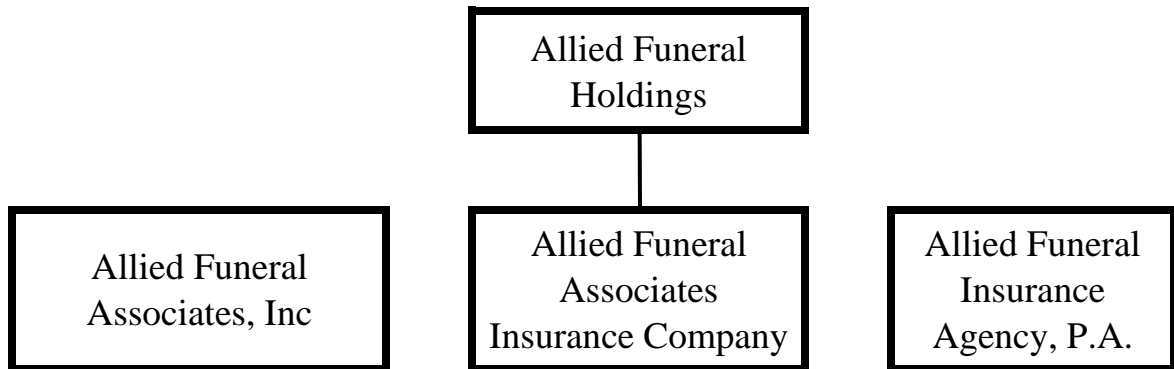 Allied Funeral
Holdings
Allied Funeral
Associates, Inc
Allied Funeral
Associates
Insurance Company
Allied Funeral
Insurance
Agency, P.A.